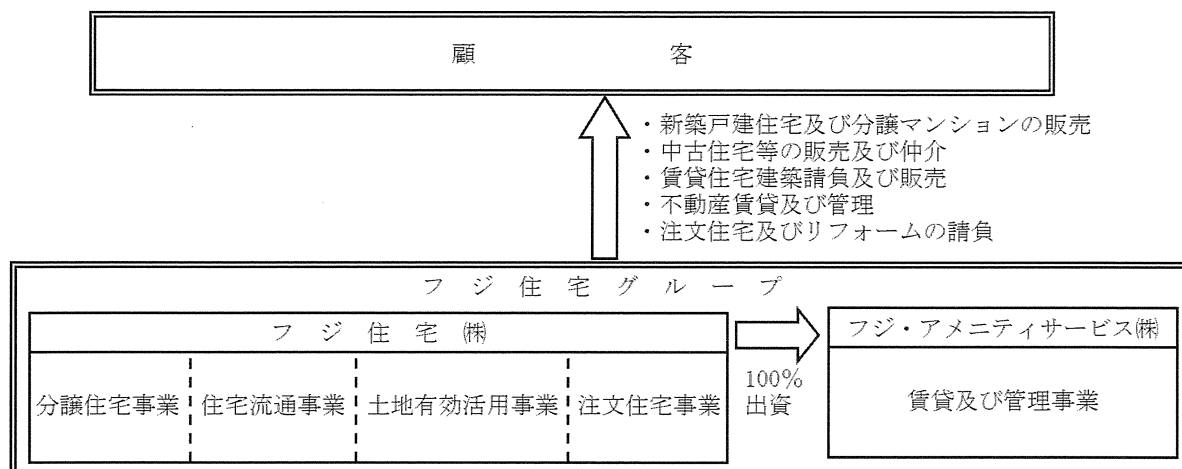 顧客
・新築戸建住宅及び分譲マンションの販売
・中古住宅等の販売及び仲介
・賃貸住宅建築請負及び販売
・不動産賃貸及び管理
・注文住宅及びリフォームの請負
フジ住宅グループ
フジ住宅㈱
フジ・アメニティサービス㈱
分譲住宅事業
住宅流通事業
土地有効活用事業
注文住宅事業
100%
出資
賃貸及び管理事業